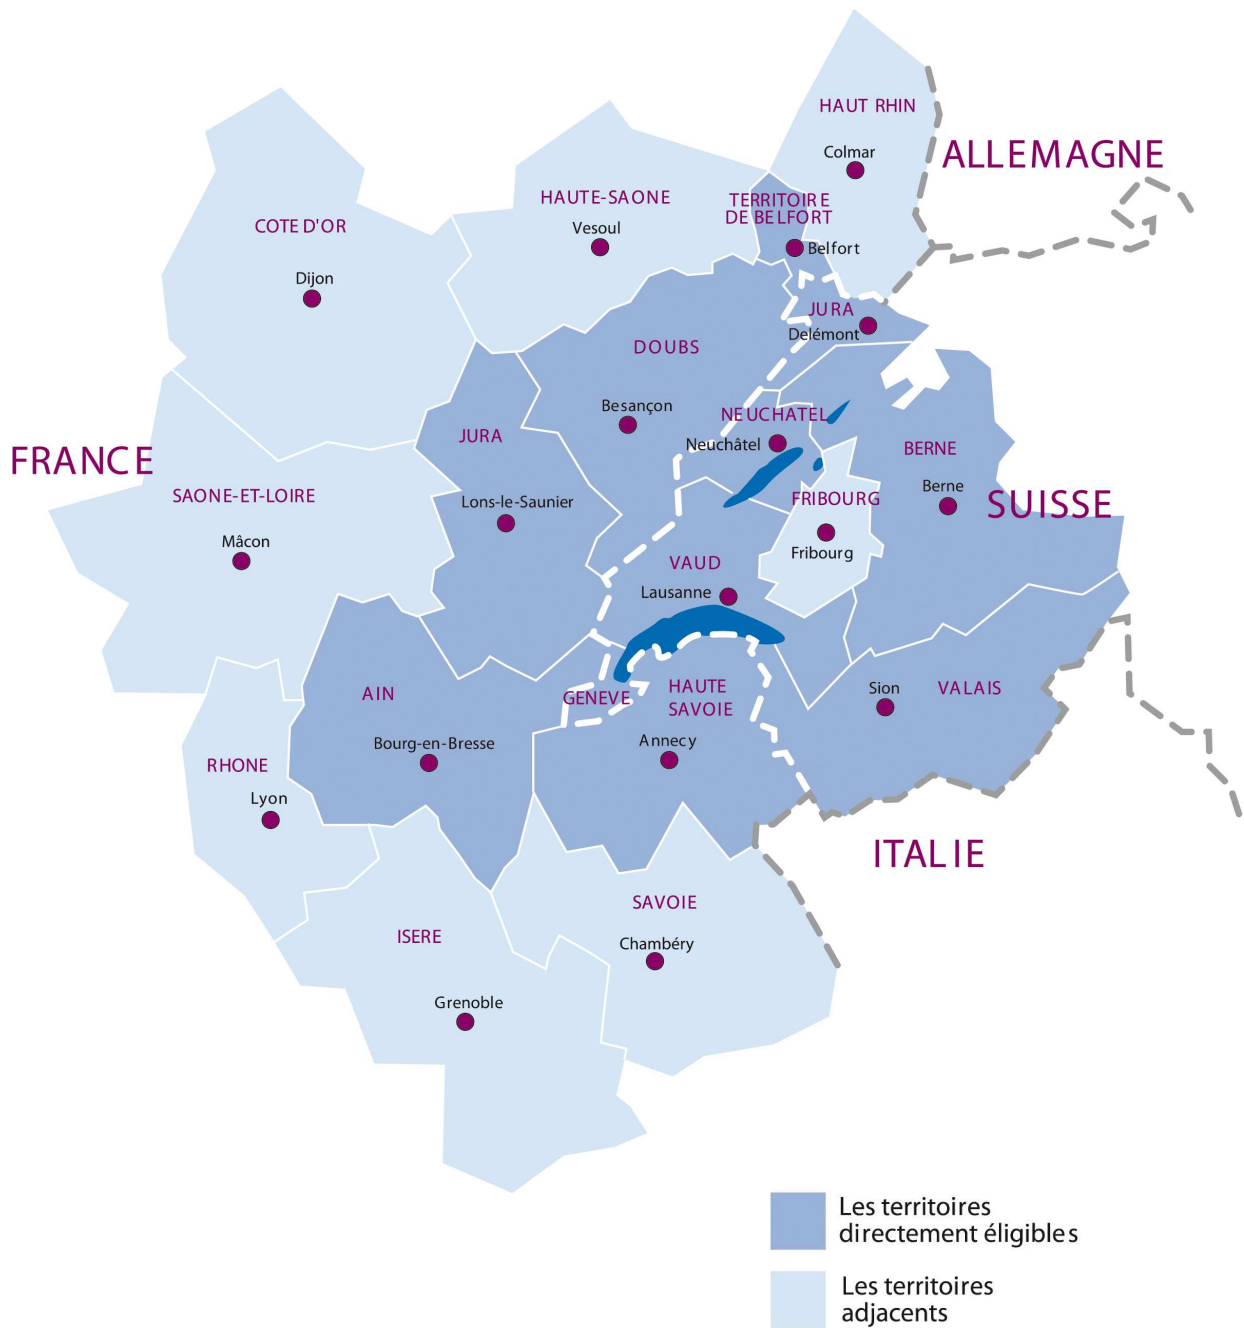 HAUT RHIN
Colmar
ALLEMAGNE
HAUTE-SAONE
Vesoul
TERRITOIRE
DE BELFORT
Belfort
COTE D'OR
Dijon
JURA
Delémont
DOUBS
Besançon
NEUCHATEL
Neuchâtel
JURA
Lons-le-Saunier
BERNE
Berne
FRANCE
SUISSE
SAONE-ET-LOIRE
Mâcon
FRIBOURG
Fribourg
VAUD
Lausanne
AIN
Bourg-en-Bresse
GENEVE
HAUTE
SAVOIE
Annecy
Sion
VALAIS
RHONE
Lyon
ITALIE
SAVOIE
Chambéry
ISERE
Grenoble
Les territoires
directement éligibles
Les territoires
adjacents